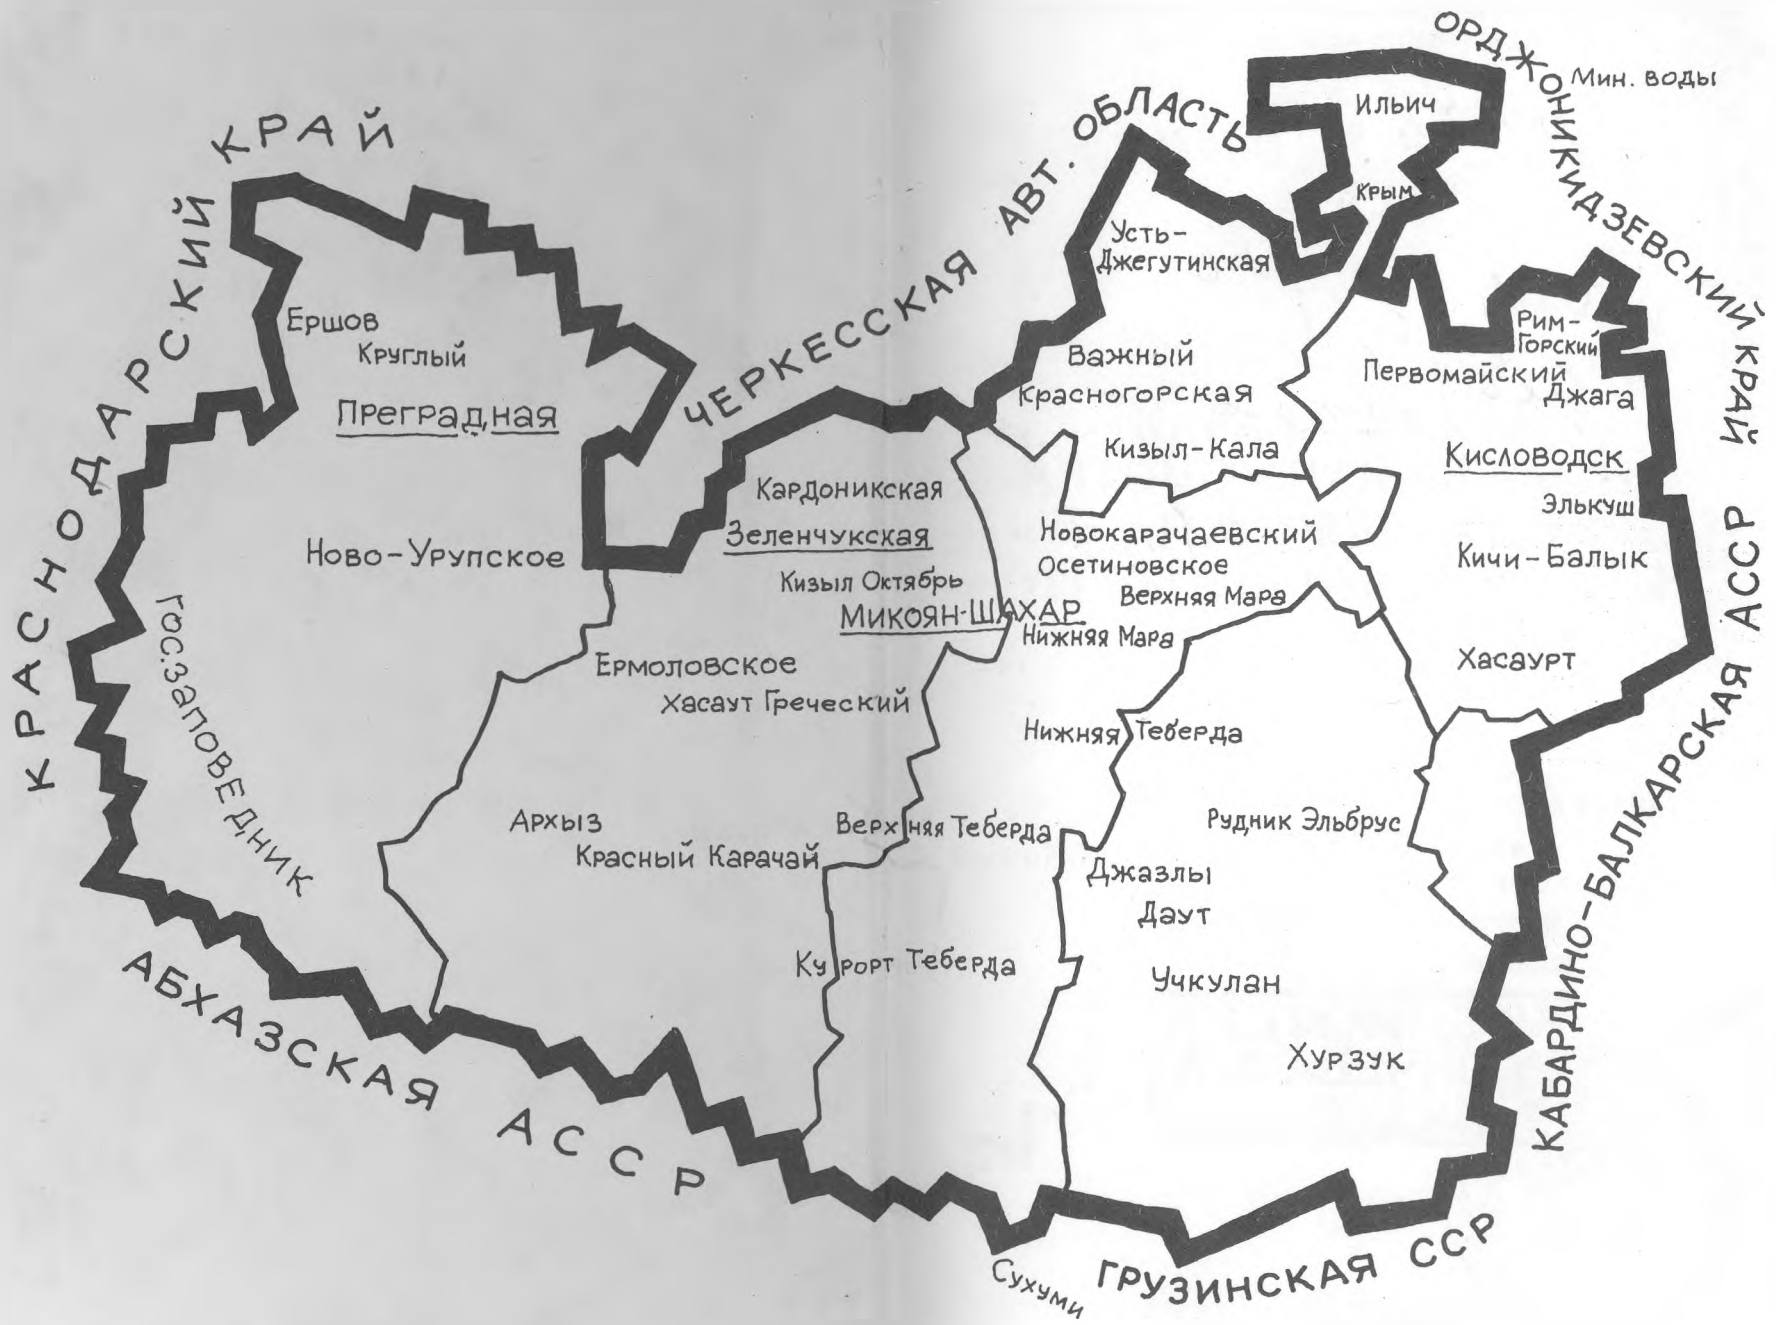 КРАСНОДАРСКИЙ КРАЙ
ЧЕРКЕССКАЯ АВТ. ОБЛАСТЬ
ОРДЖОНИКИДЗЕВСКИЙ КРАЙ
Мин. воды
Ильич
Крым
Усть-
Джегутинская
Ершов
Круглый
Преградная
Важный
Красногорская
Кизыл-Кала
Рим-
Горский
Первомайский
Джага
Кисловодск
Элькуш
Кичи-Балык
Хасаурт
Кардоникская
Зеленчукская
Кизыл Октябрь
Микоян-Шахар
Новокарачаевский
Осетиновское
Верхняя Мара
Нижняя Мара
Ново-Урупское
Гос.заповедник
Ермоловское
Хасаут Греческий
Нижняя Теберда
Архыз
Красный Карачай
Верхняя Теберда
Рудник Эльбрус
Джазлы
Даут
Курорт Теберда
Учкулан
Хурзук
АБХАЗСКАЯ АССР
Сухуми
ГРУЗИНСКАЯ ССР
КАБАРДИНО-БАЛКАРСКАЯ АССР